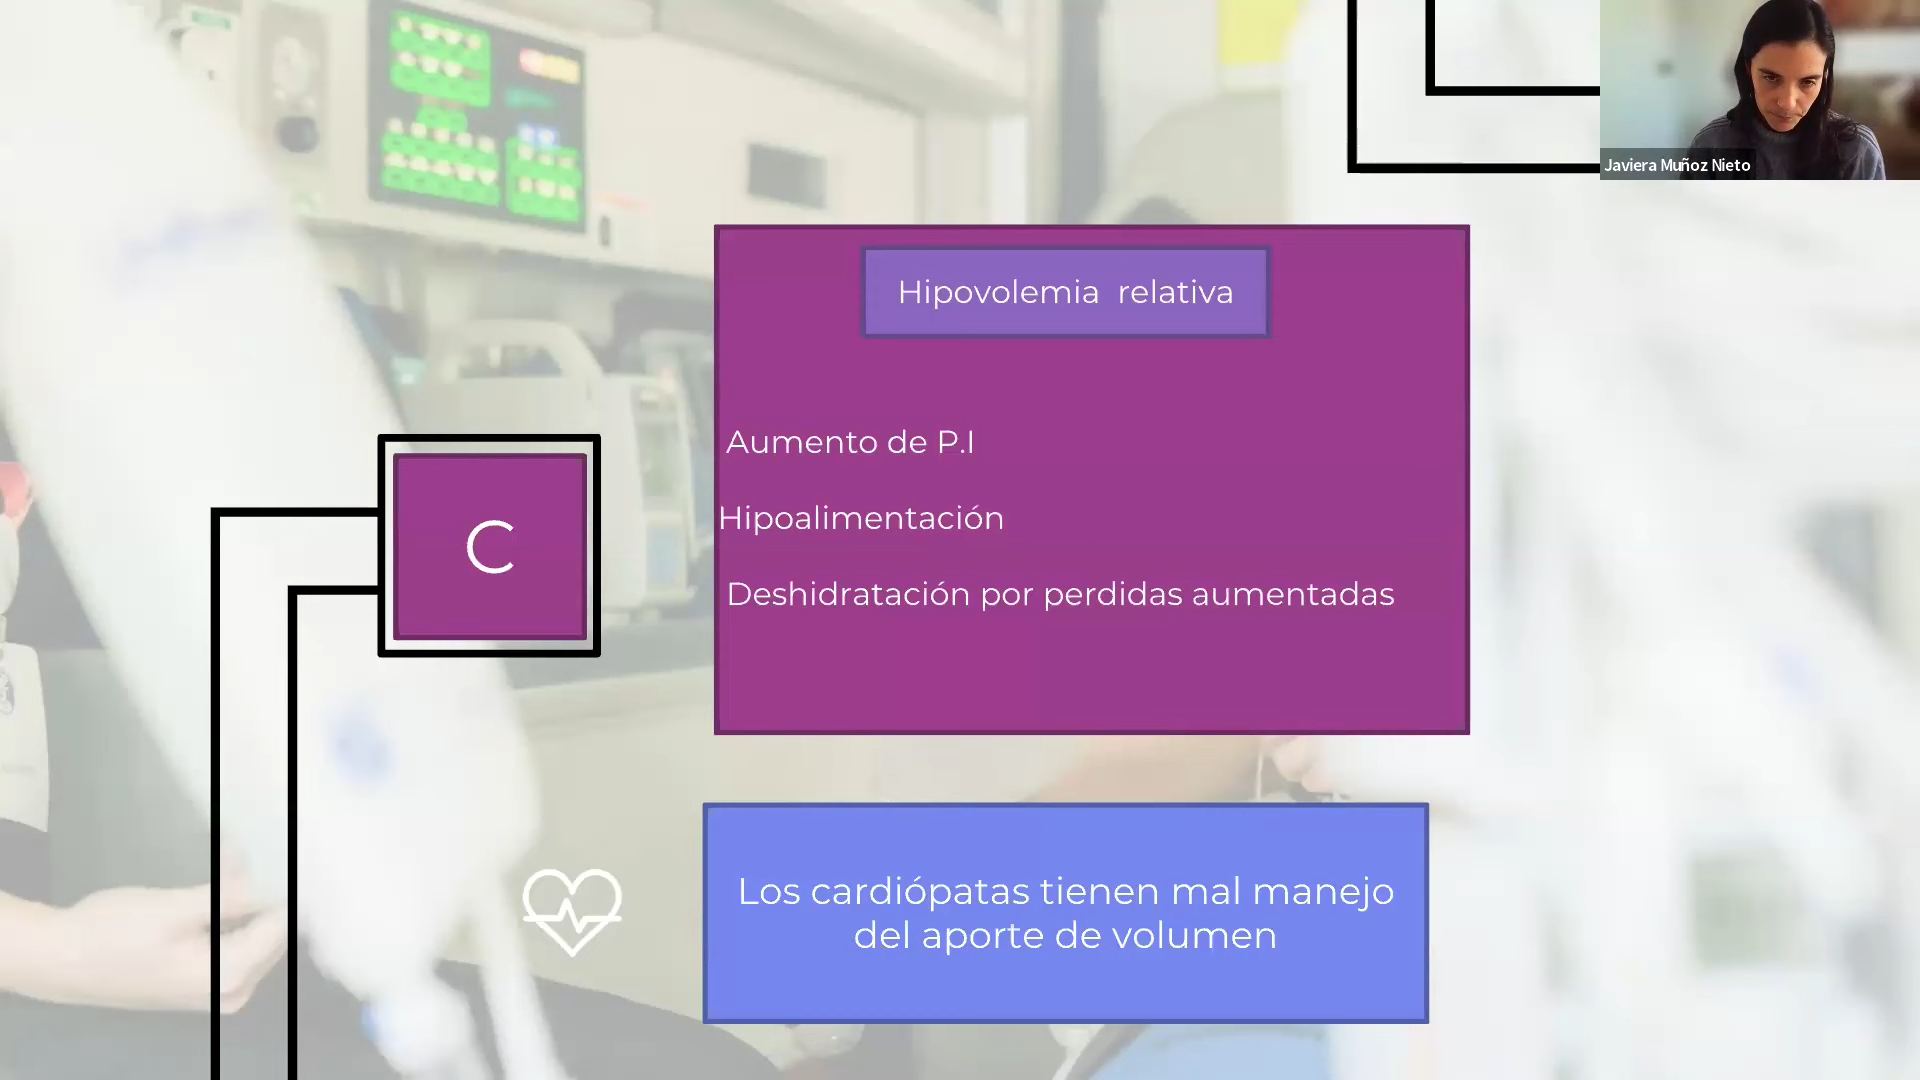 Javiera Muñoz Nieto
Hipovolemia relativa
Aumento de P.I
Hipoalimentación
C
Deshidratación por perdidas aumentadas
Los cardiópatas tienen mal manejo
del aporte de volumen